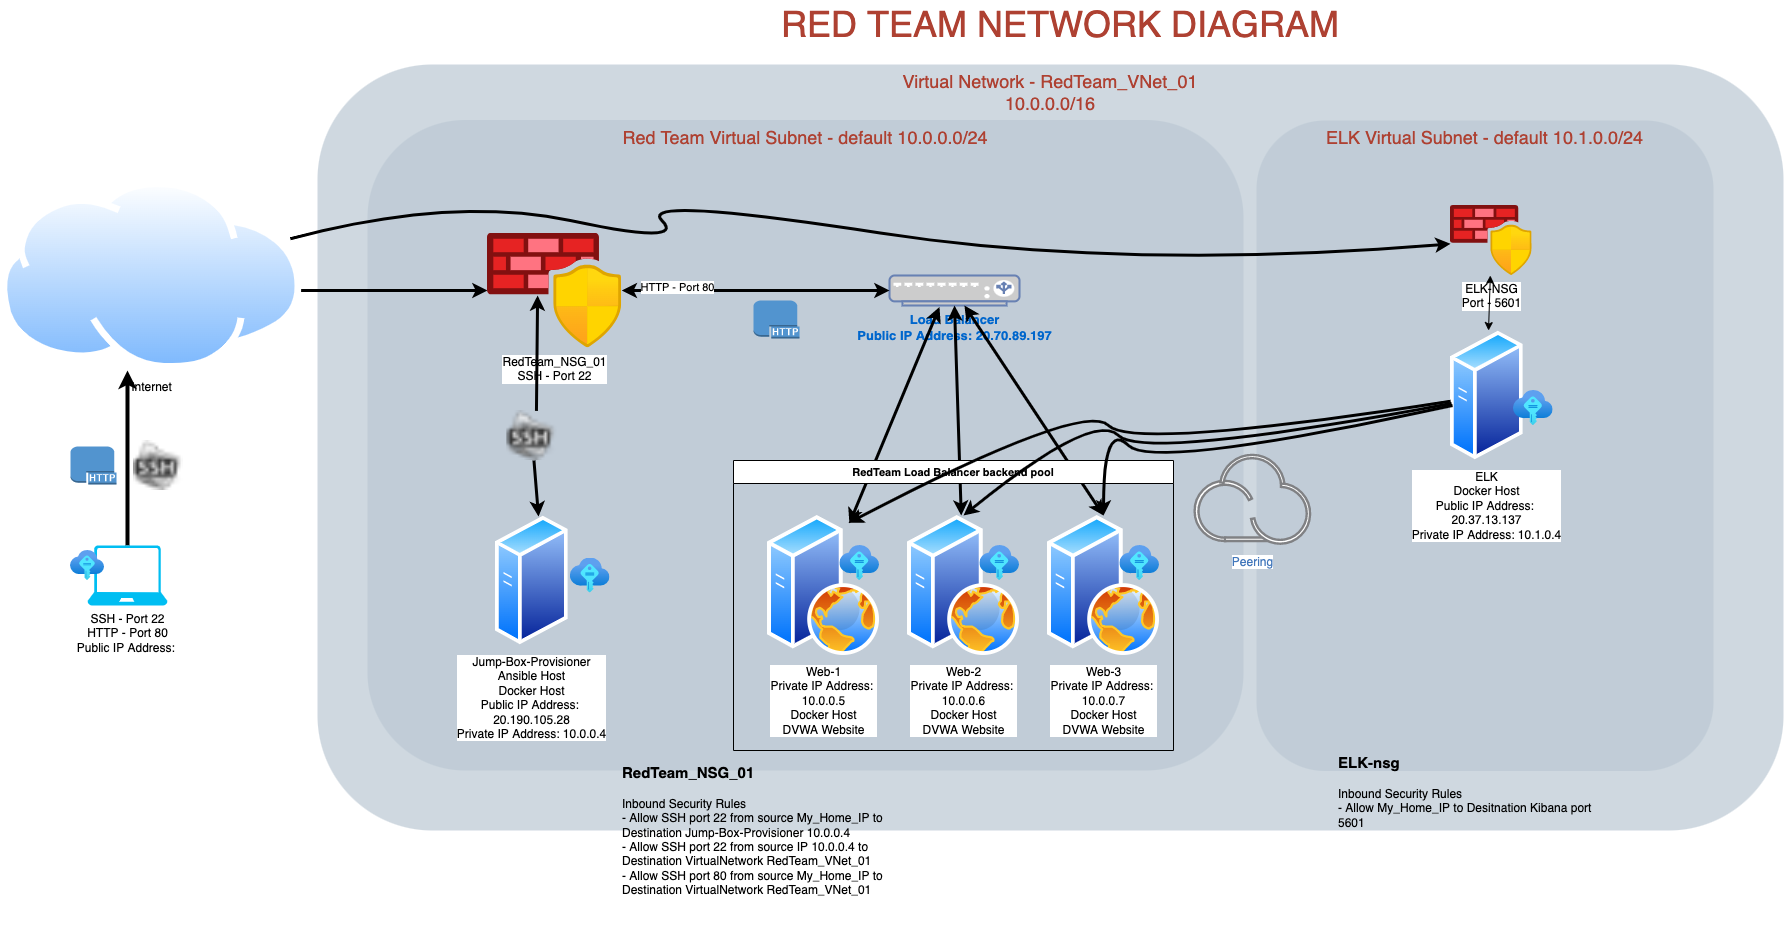 RED TEAM NETWORK DIAGRAM
Virtual Network - RedTeam_VNet_01
10.0.0.0/16
Red Team Virtual Subnet - default 10.0.0.0/24
ELK Virtual Subnet - default 10.1.0.0/24
HTTP - Port 80
HTTP
Load Balancer
Public IP Address: 20.70.89.197
ELK-NSG
Port - 5601
RedTeam_NSG_01
SSH - Port 22
Internet
HTTP
SSH
SSH
RedTeam Load Balancer backend pool
ELK
Docker Host
Public IP Address:
20.37.13.137
Private IP Address: 10.1.0.4
Peering
SSH - Port 22
HTTP - Port 80
Public IP Address:
Jump-Box-Provisioner
Ansible Host
Docker Host
Public IP Address:
20.190.105.28
Private IP Address: 10.0.0.4
Web-1
Private IP Address:
10.0.0.5
Docker Host
DVWA Website
Web-2
Private IP Address:
10.0.0.6
Docker Host
DVWA Website
Web-3
Private IP Address:
10.0.0.7
Docker Host
DVWA Website
RedTeam_NSG_01
Inbound Security Rules
- Allow SSH port 22 from source My_Home_IP to
Destination Jump-Box-Provisioner 10.0.0.4
- Allow SSH port 22 from source IP 10.0.0.4 to
Destination VirtualNetwork RedTeam_VNet_01
- Allow SSH port 80 from source My_Home_IP to
Destination VirtualNetwork RedTeam_VNet_01
ELK-nsg
Inbound Security Rules
- Allow My_Home_IP to Desitnation Kibana port
5601